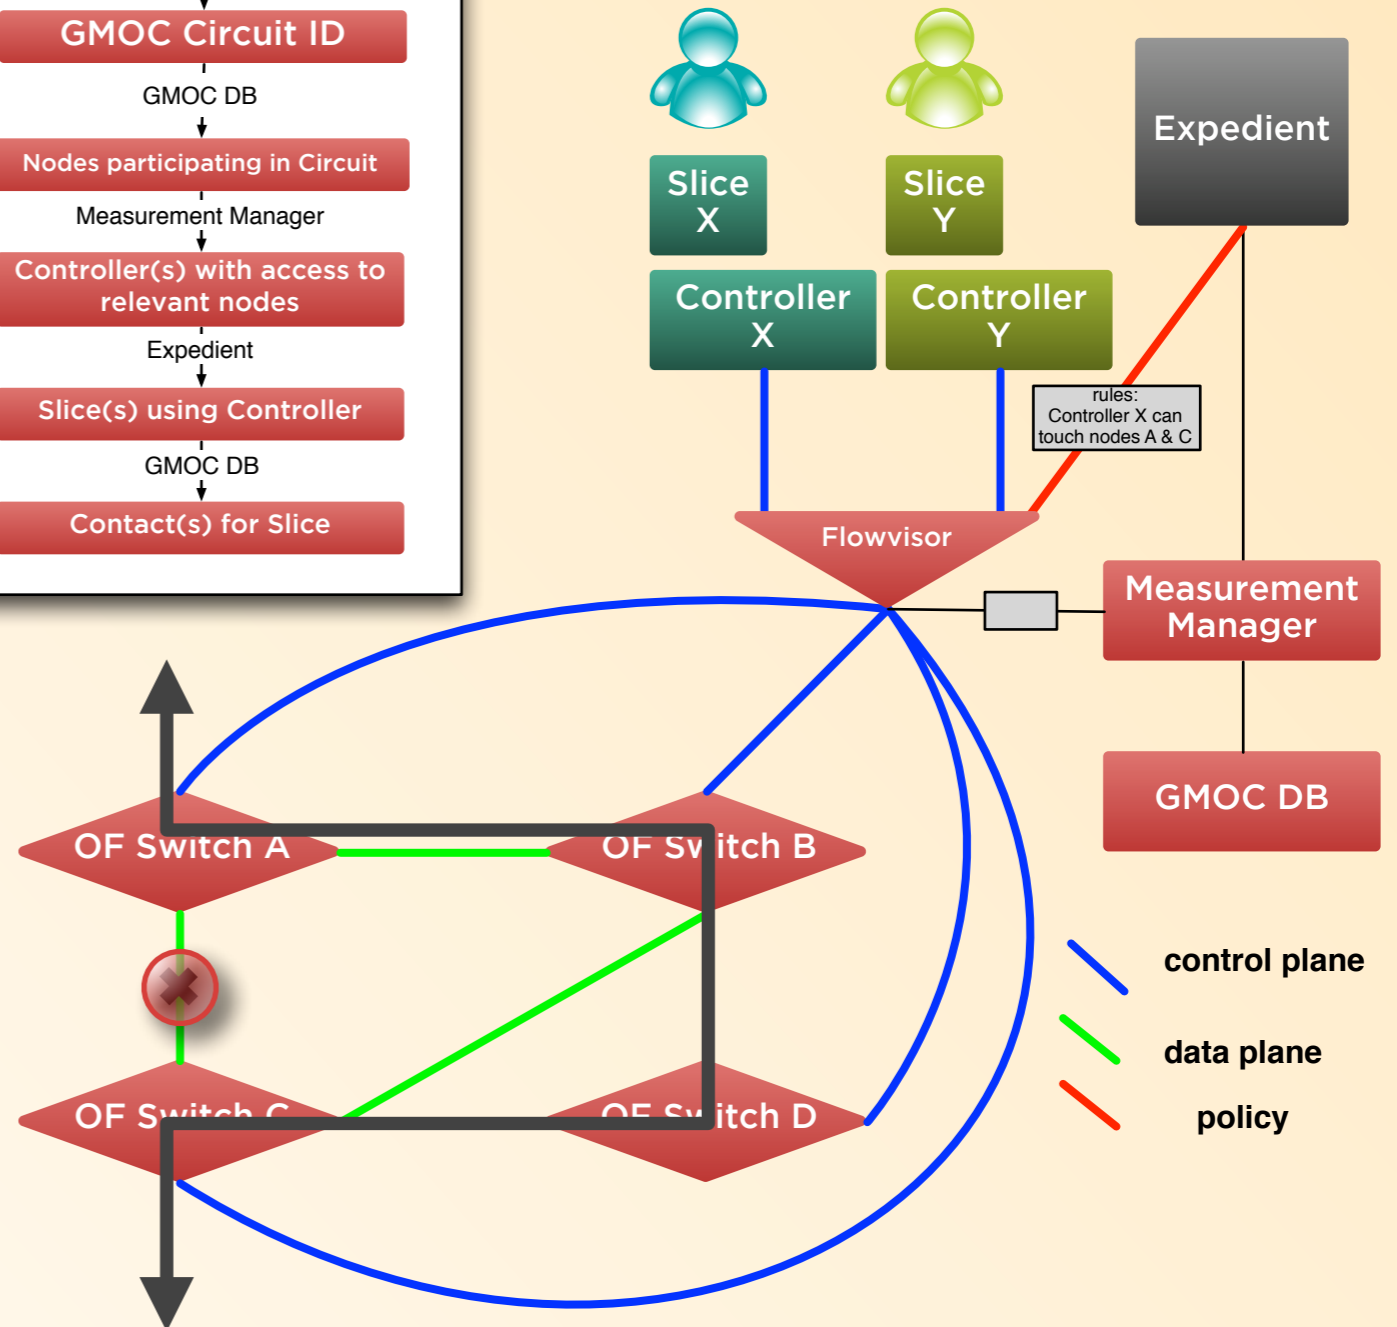 GMOC Circuit ID
GMOC DB
Nodes participating in Circuit
Measurement Manager
Controller(s) with access to
relevant nodes
Expedient
Slice(s) using Controller
GMOC DB
Contact(s) for Slice
Slice
X
Slice
Y
Expedient
Controller
X
Controller
Y
rules:
Controller X can
touch nodes A & C
Flowvisor
Measurement
Manager
GMOC DB
OF Switch A
OF Switch B
OF Switch C
OF Switch D
control plane
data plane
policy